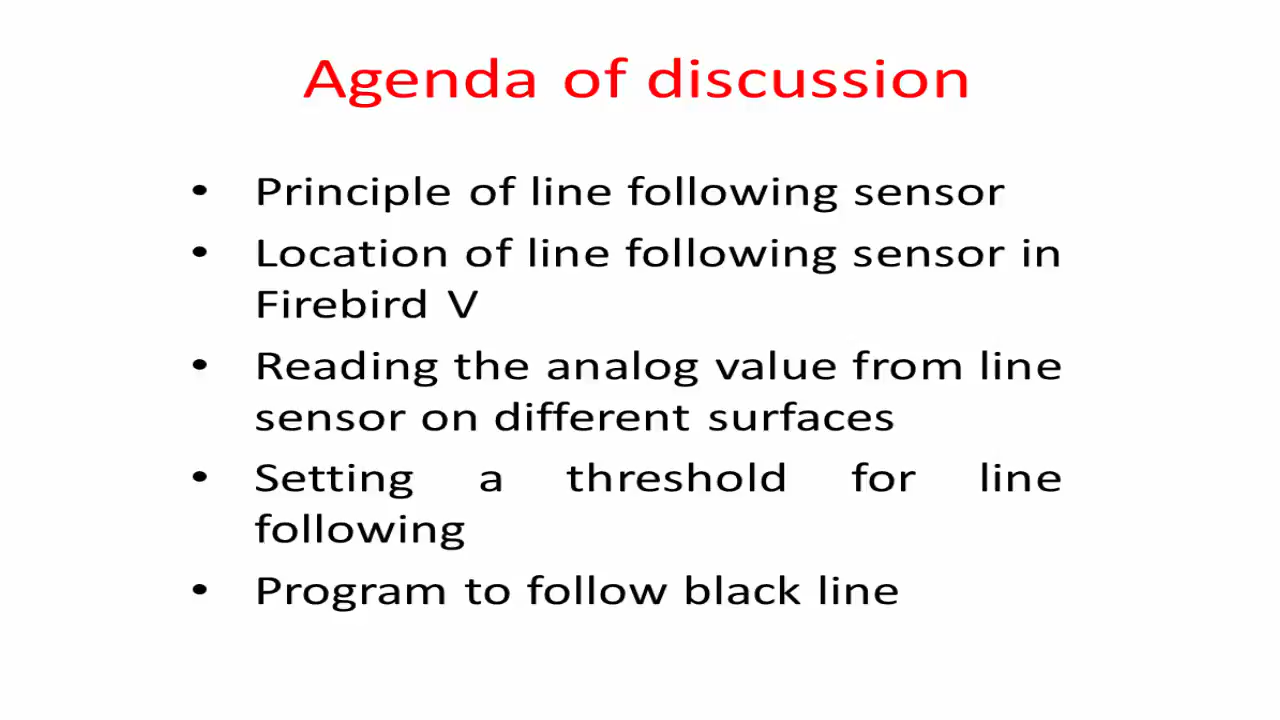 Agenda of discussion
• Principle of line following sensor
• Location of line following sensor in
Firebird V
• Reading the analog value from line
sensor on different surfaces
• Setting a threshold for line
following
• Program to follow black line